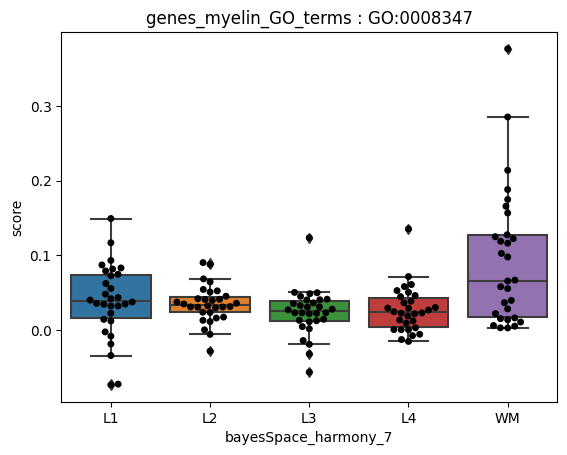 genes_myelin_GO_terms : GO:0008347
score
0.3
0.2
0.1
0.0
L1 L2 L3 L4 WM
bayesSpace_harmony_7